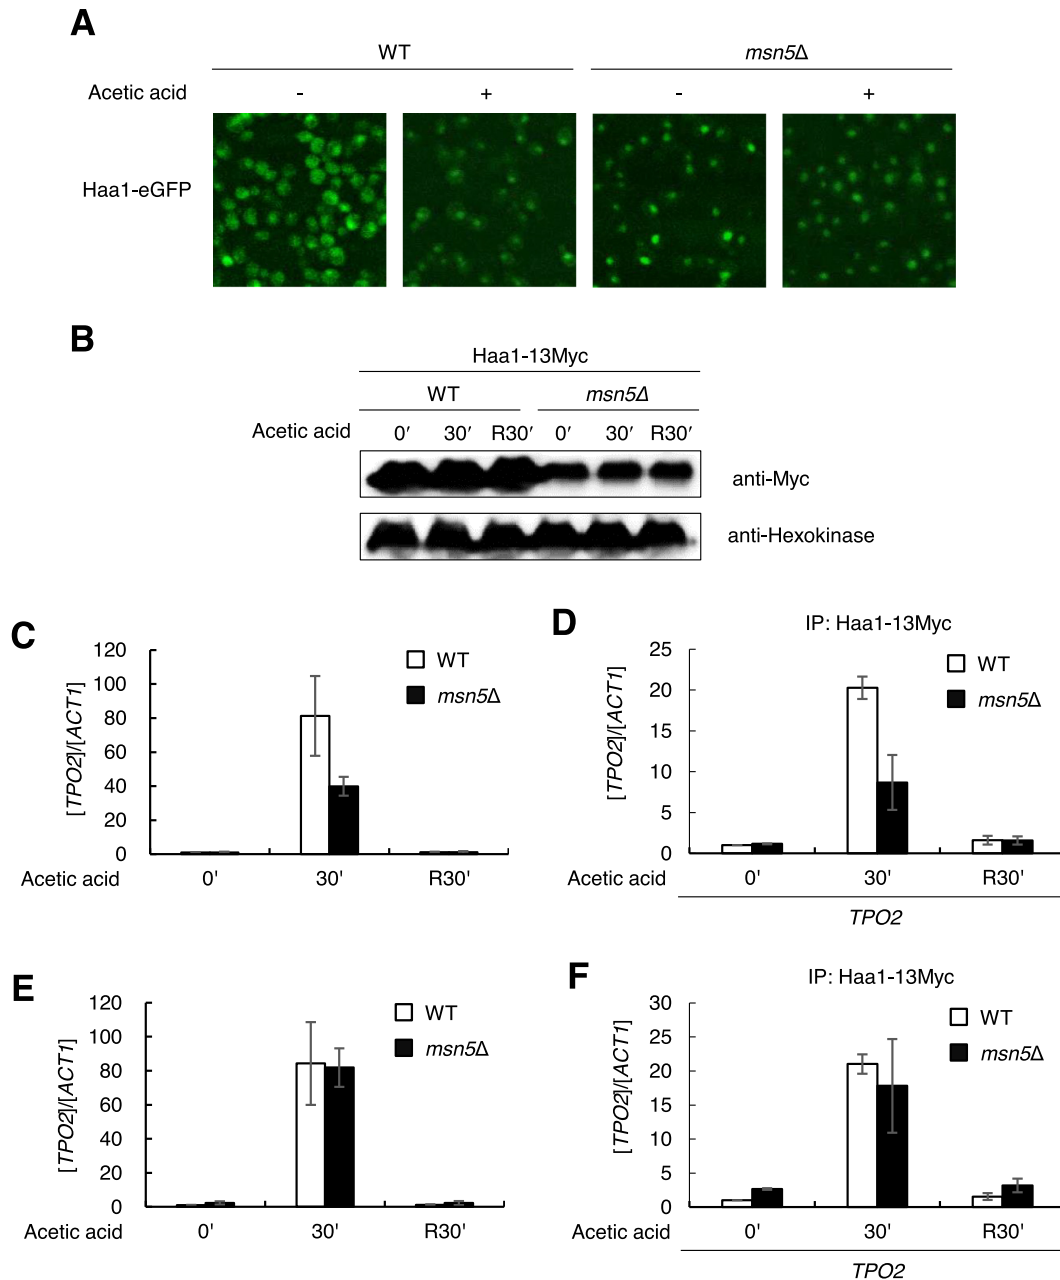 A
WT msn5Δ
Acetic acid - + - +
Haa1-eGFP
B
Haa1-13Myc
WT msn5Δ
Acetic acid 0′ 30′ R30′ 0′ 30′ R30′
anti-Myc
anti-Hexokinase
C
[TPO2]/[ACT1]
120
100
80
60
40
20
0
WT
msn5Δ
Acetic acid 0' 30' R30'
D
IP: Haa1-13Myc
[TPO2]/[ACT1]
25
20
15
10
5
0
WT
msn5Δ
Acetic acid 0' 30' R30'
TPO2
E
[TPO2]/[ACT1]
120
100
80
60
40
20
0
WT
msn5Δ
Acetic acid 0' 30' R30'
F
IP: Haa1-13Myc
[TPO2]/[ACT1]
30
25
20
15
10
5
0
WT
msn5Δ
Acetic acid 0' 30' R30'
TPO2